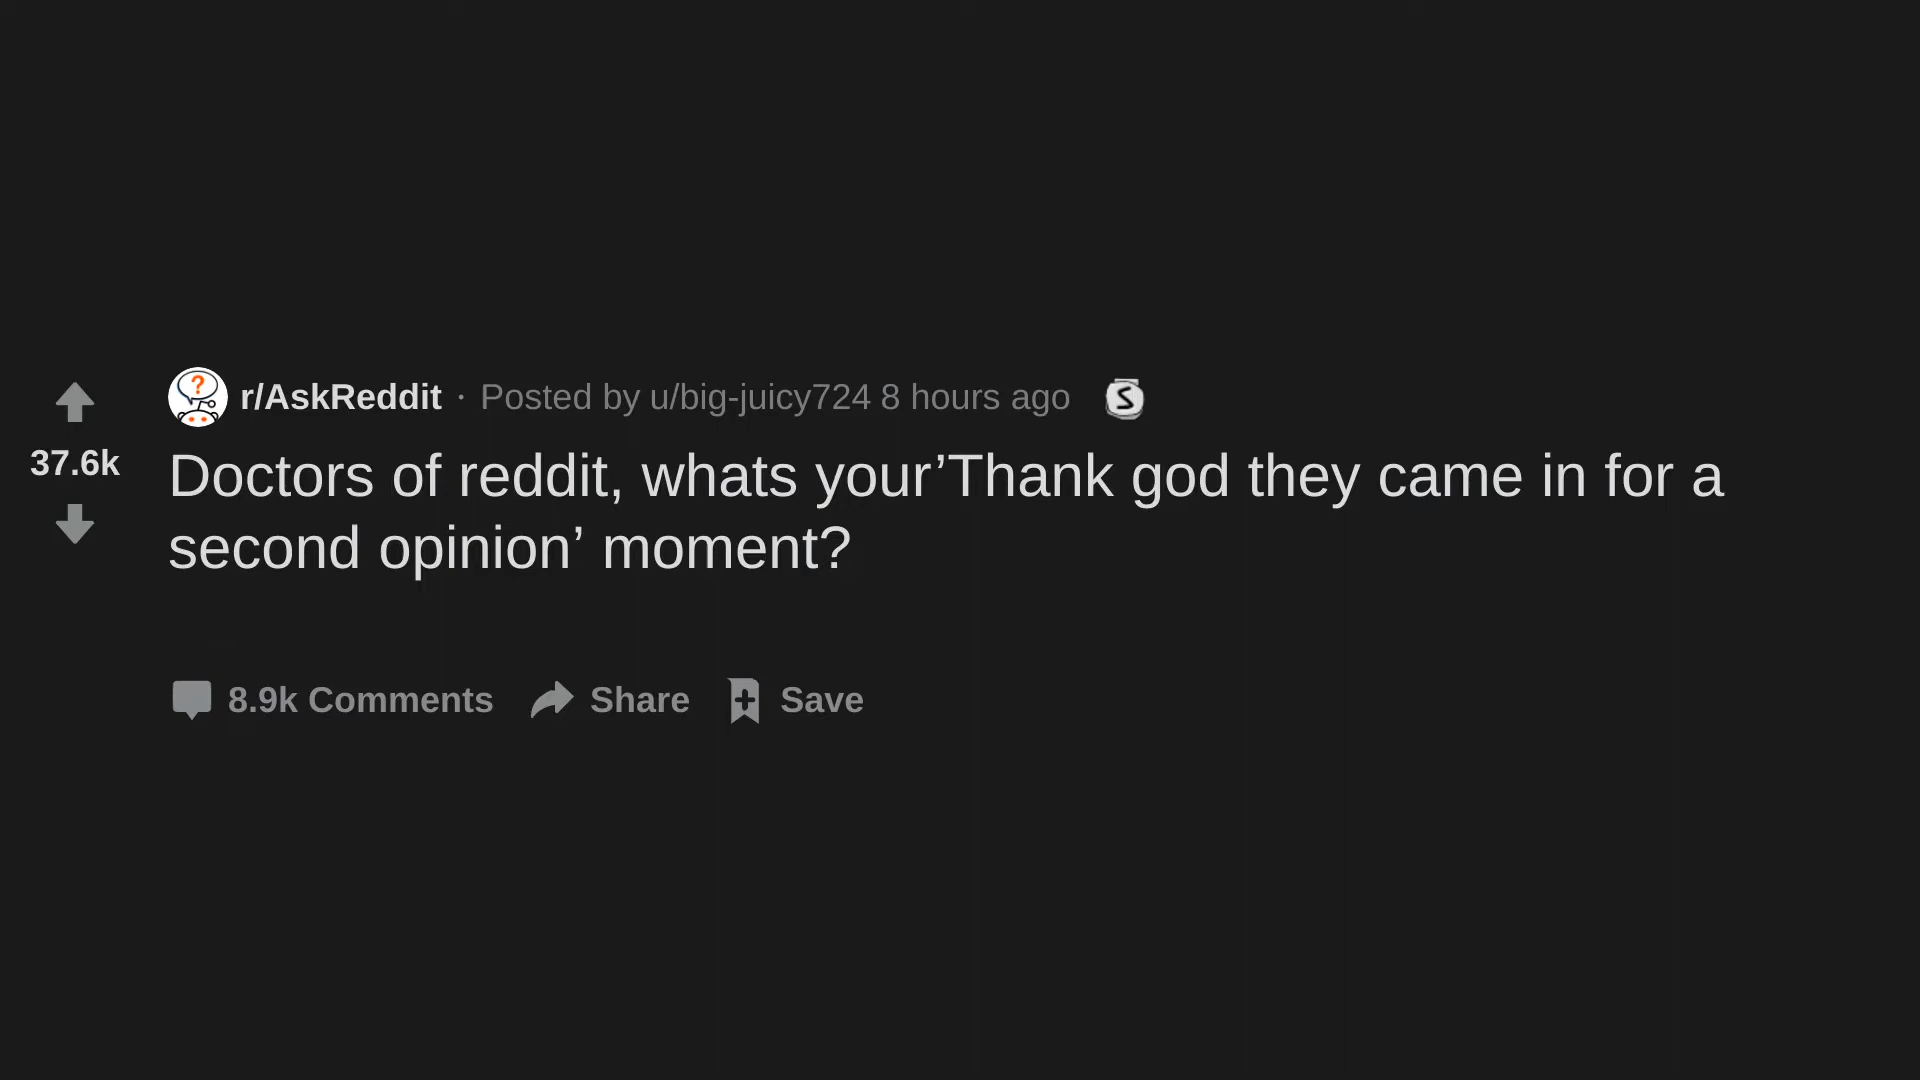 r/AskReddit · Posted by u/big-juicy724 8 hours ago
37.6k
Doctors of reddit, whats your’Thank god they came in for a
second opinion’ moment?
8.9k Comments Share Save